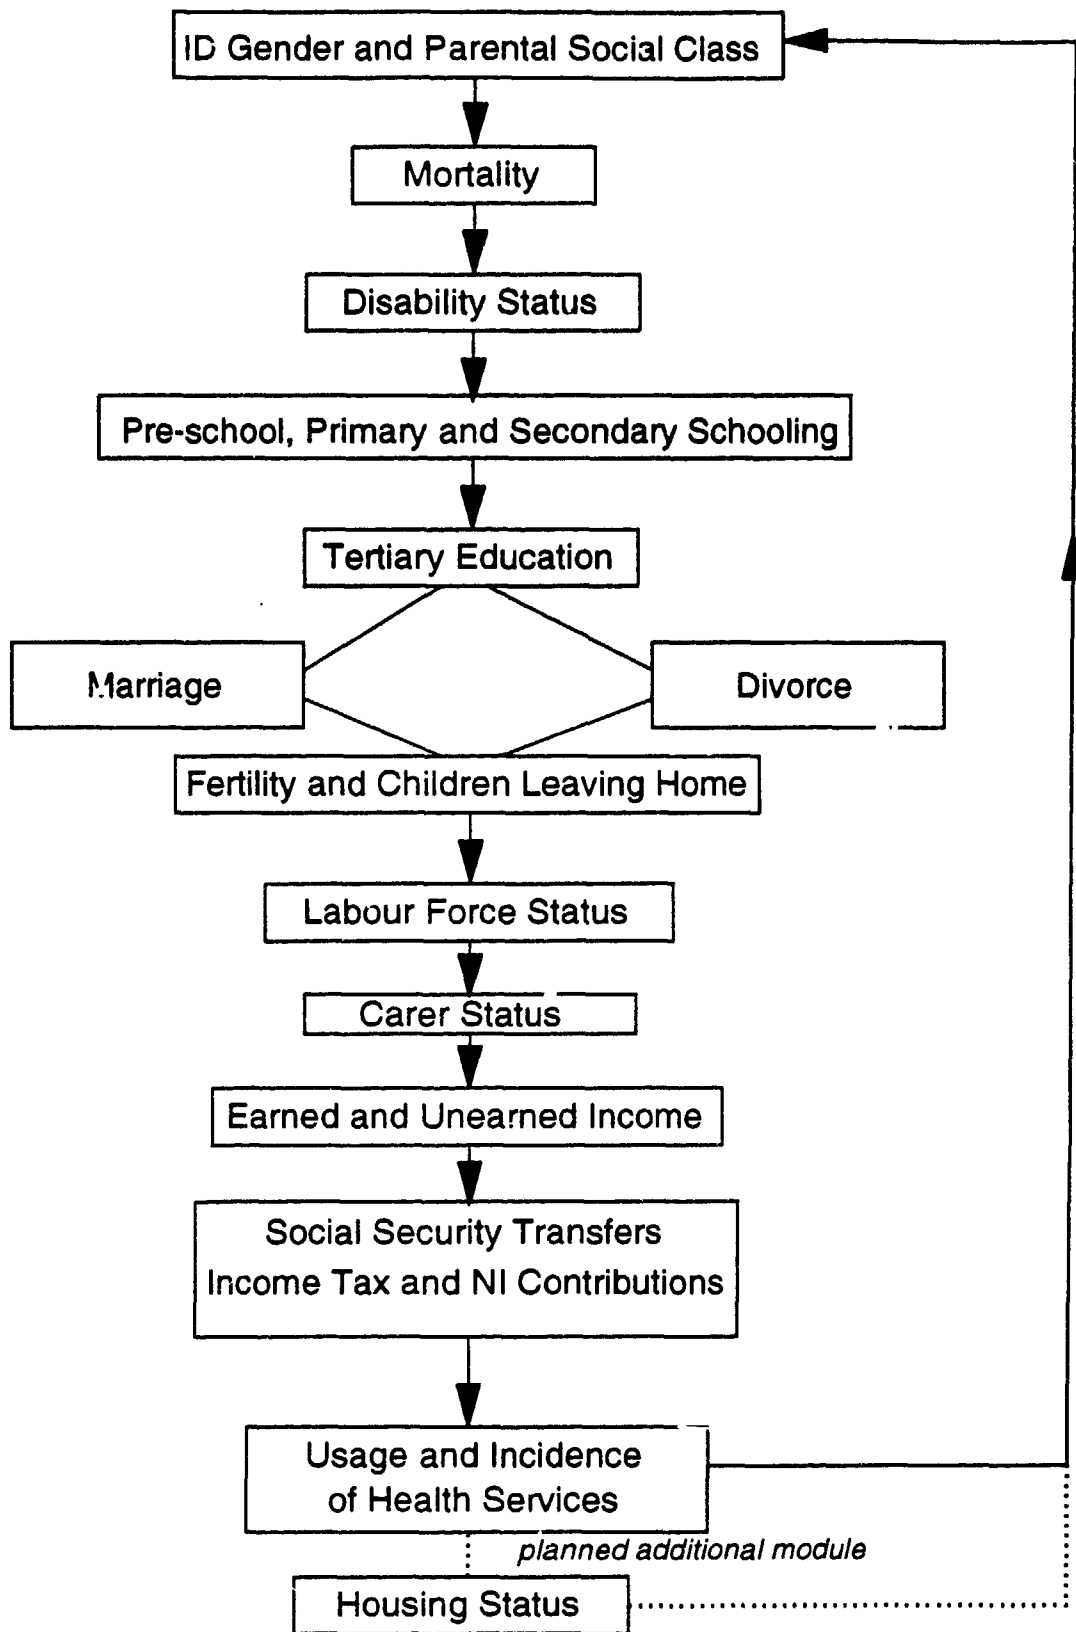 ID Gender and Parental Social Class
Mortality
Disability Status
Pre-school, Primary and Secondary Schooling
Tertiary Education
Marriage
Divorce
Fertility and Children Leaving Home
Labour Force Status
Carer Status
Earned and Unearned Income
Social Security Transfers
Income Tax and NI Contributions
Usage and Incidence
of Health Services
planned additional module
Housing Status